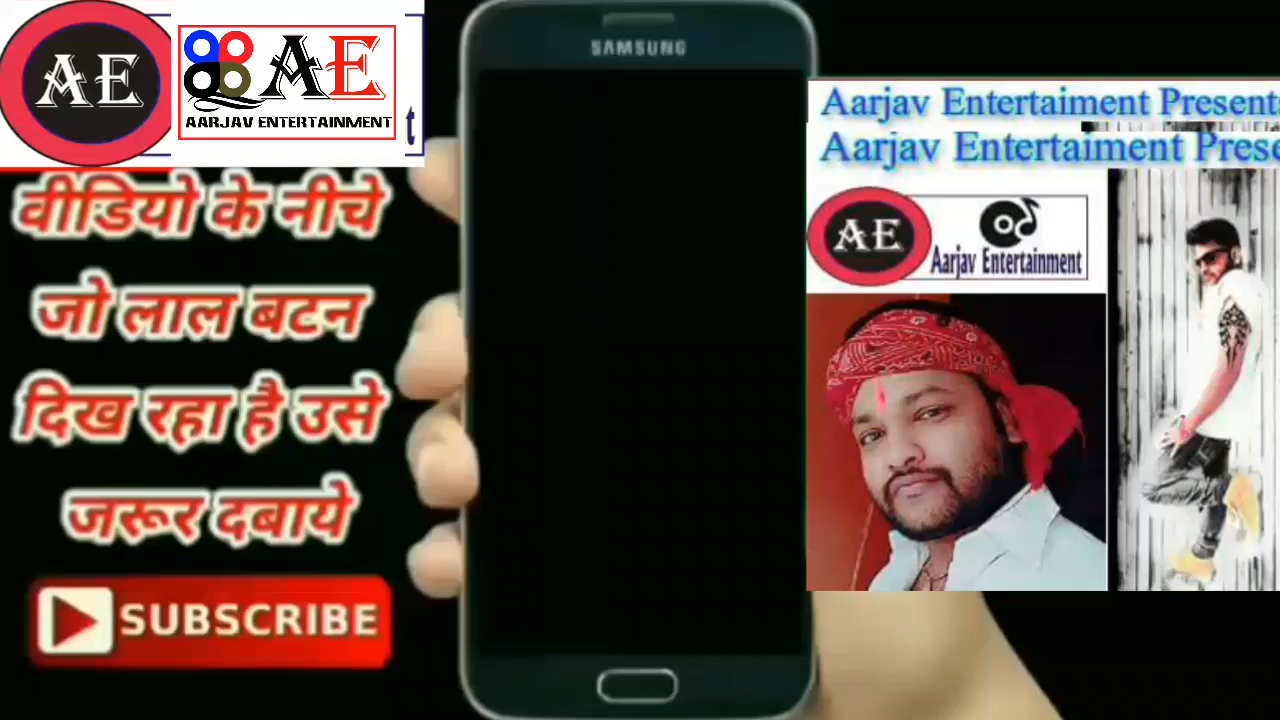 AE
AE
AARJAV ENTERTAINMENT
t
वीडियो के नीचे
जो लाल बटन
दिख रहा है उसे
जरूर दबाये
SUBSCRIBE
SAMSUNG
Aarjav Entertaiment Presents
Aarjav Entertaiment Prese
AE
Aarjav Entertainment